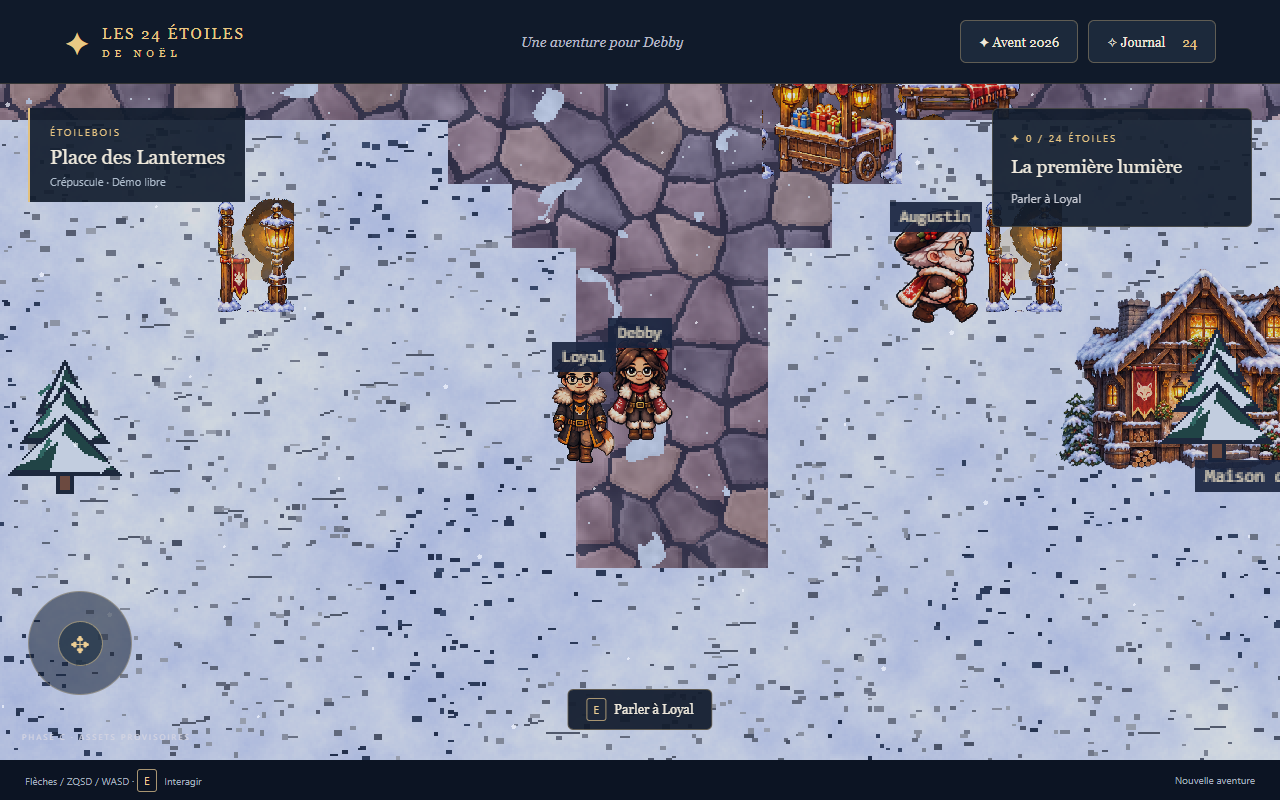 LES 24 ÉTOILES
DE NOËL
Une aventure pour Debby
✦ Avent 2026
✧ Journal 24
ÉTOILEBOIS
Place des Lanternes
Crépuscule · Démo libre
✦ 0 / 24 ÉTOILES
La première lumière
Parler à Loyal
Augustin
Debby
Loyal
Maison
E Parler à Loyal
ASSETS PROVISOIRES
Flèches / ZQSD / WASD · E Interagir
Nouvelle aventure